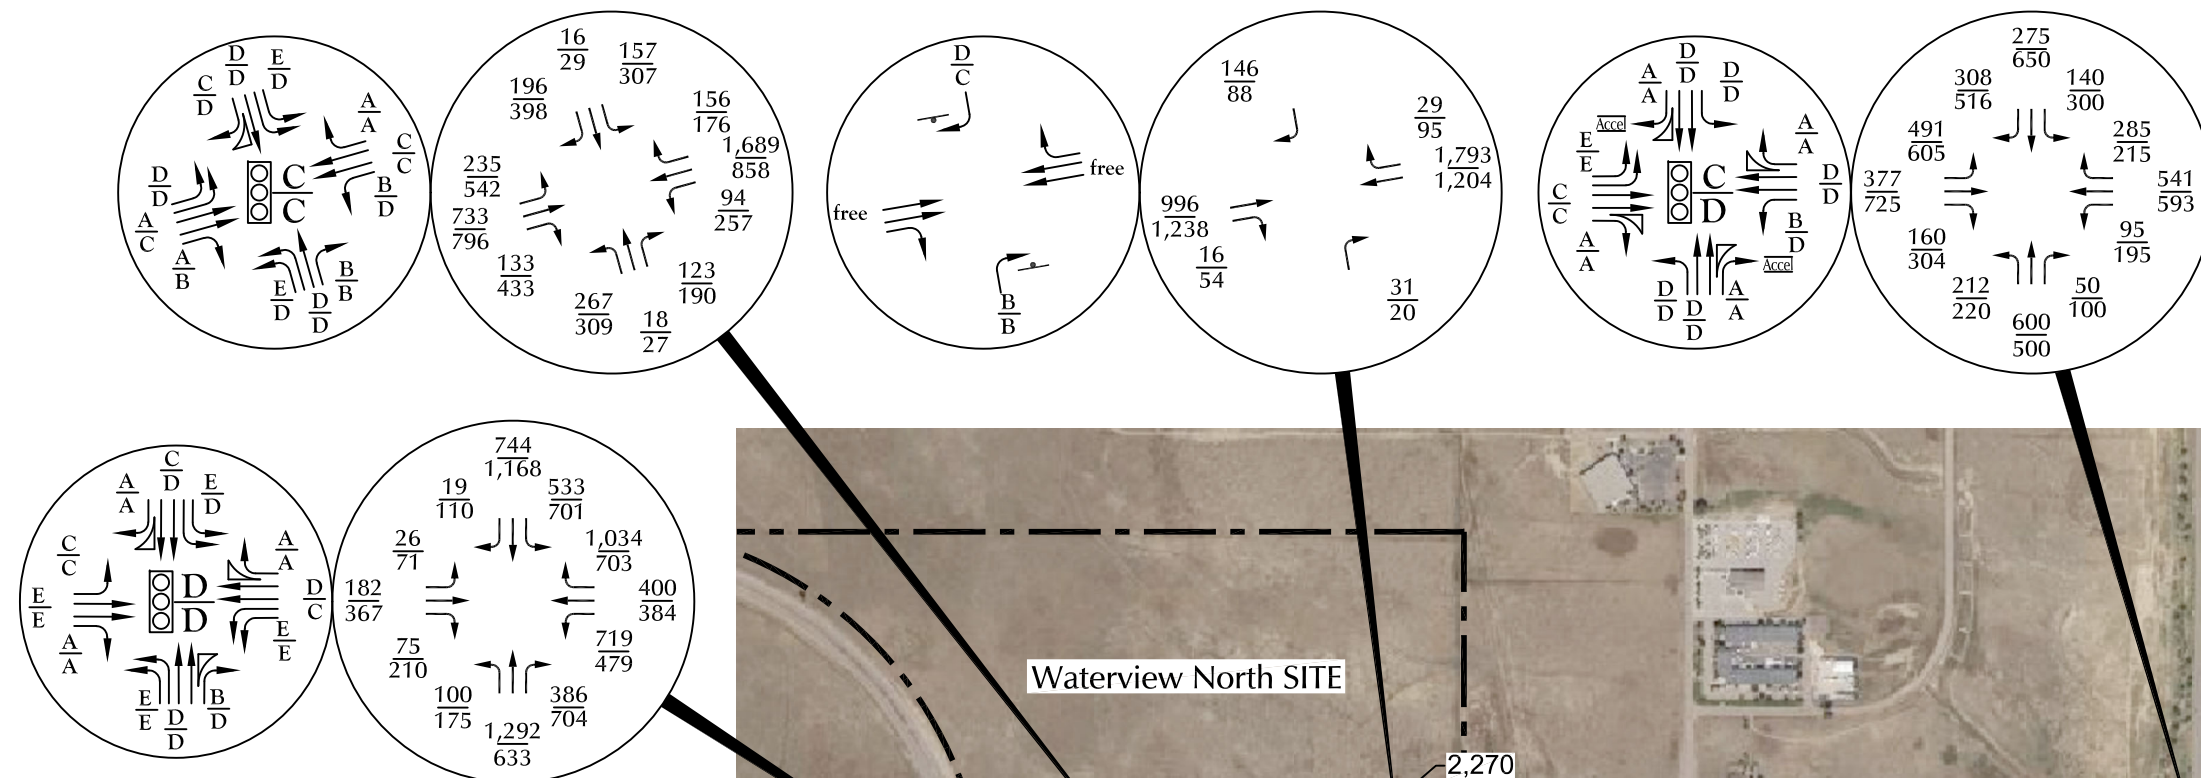 D/D
E/D
C/D
A/A
C/C
D/D
C/C
B/D
A/C
A/B
B/B
E/D
D/D
16/29
157/307
196/398
156/176
1,689/858
235/542
94/257
733/796
133/433
123/190
267/309
18/27
D/C
free
free
B/B
146/88
29/95
1,793/1,204
996/1,238
16/54
31/20
D/D
A/A
D/D
Accel
A/A
E/E
D/D
C/D
C/C
B/D
A/A
Accel
D/D
D/D
A/A
275/650
308/516
140/300
491/605
285/215
377/725
541/593
160/304
95/195
212/220
50/100
600/500
C/D
A/A
E/D
C/C
A/A
D/D
D/C
E/E
E/E
A/A
E/E
D/D
B/D
744/1,168
19/110
533/701
26/71
1,034/703
182/367
400/384
75/210
719/479
100/175
386/704
1,292/633
Waterview North SITE
2,270